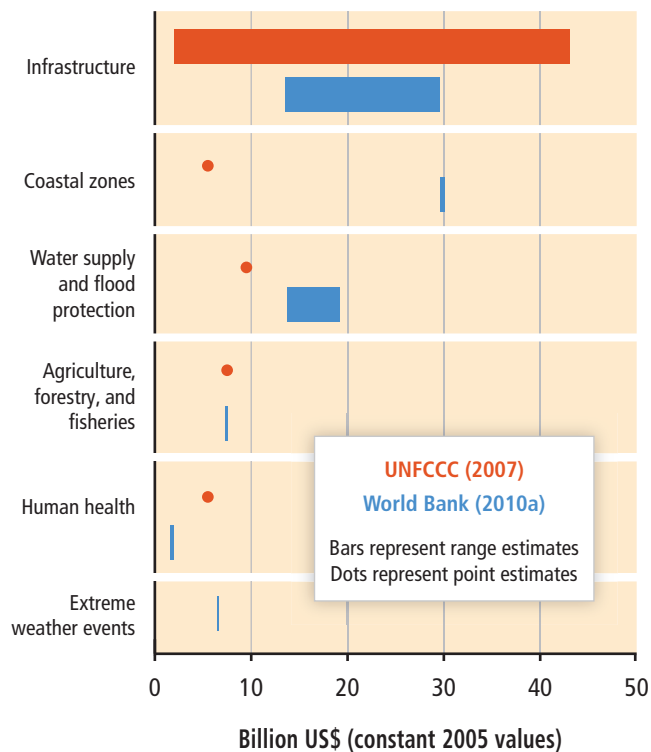 Infrastructure
Coastal zones
Water supply
and flood
protection
Agriculture,
forestry, and
fisheries
Human health
Extreme
weather events
UNFCCC (2007)
World Bank (2010a)
Bars represent range estimates
Dots represent point estimates
0 10 20 30 40 50
Billion US$ (constant 2005 values)